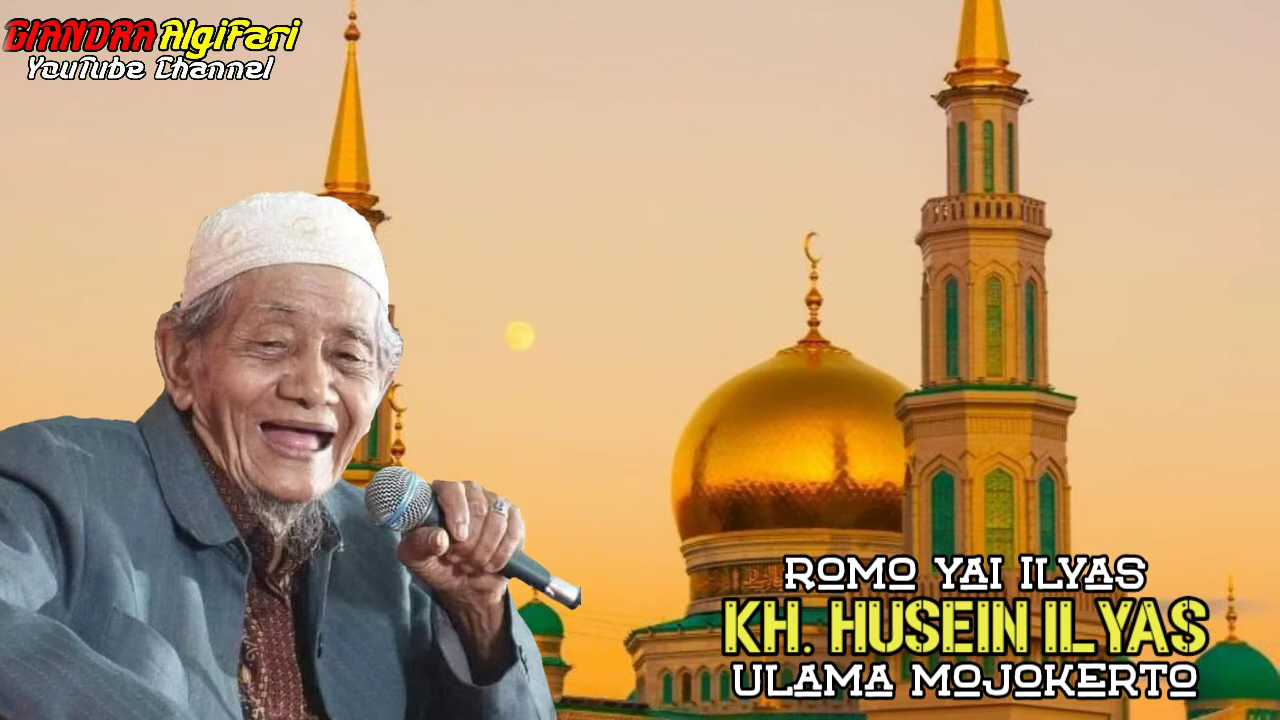 GIANDRA AlgiFari
YouTube Channel
Romo Yai Ilyas
KH. HUSEIN ILYAS
ULAMA MOJOKERTO